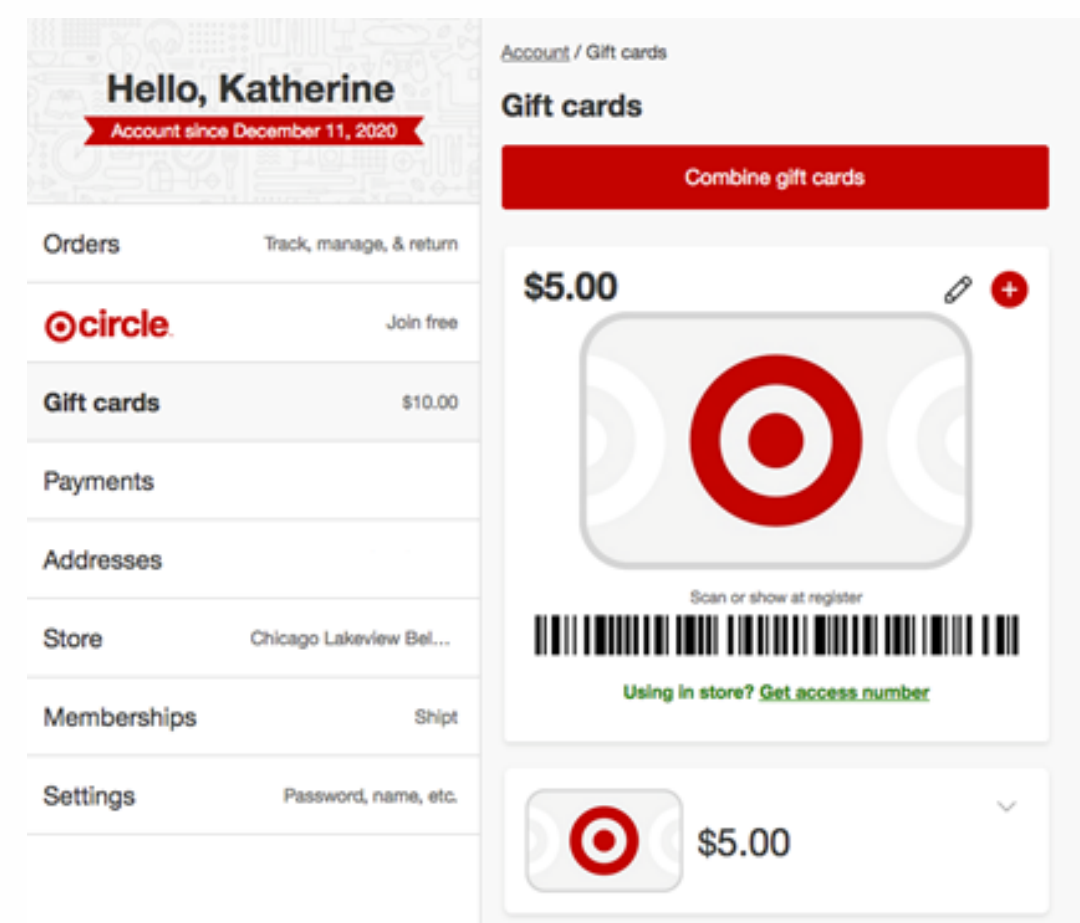 Hello, Katherine
Account since December 11, 2020
Orders Track, manage, & return
circle Join free
Gift cards $10.00
Payments
Addresses
Store Chicago Lakeview Bel...
Memberships Shipt
Settings Password, name, etc.
Account / Gift cards
Gift cards
Combine gift cards
$5.00
Scan or show at register
Using in store? Get access number
$5.00